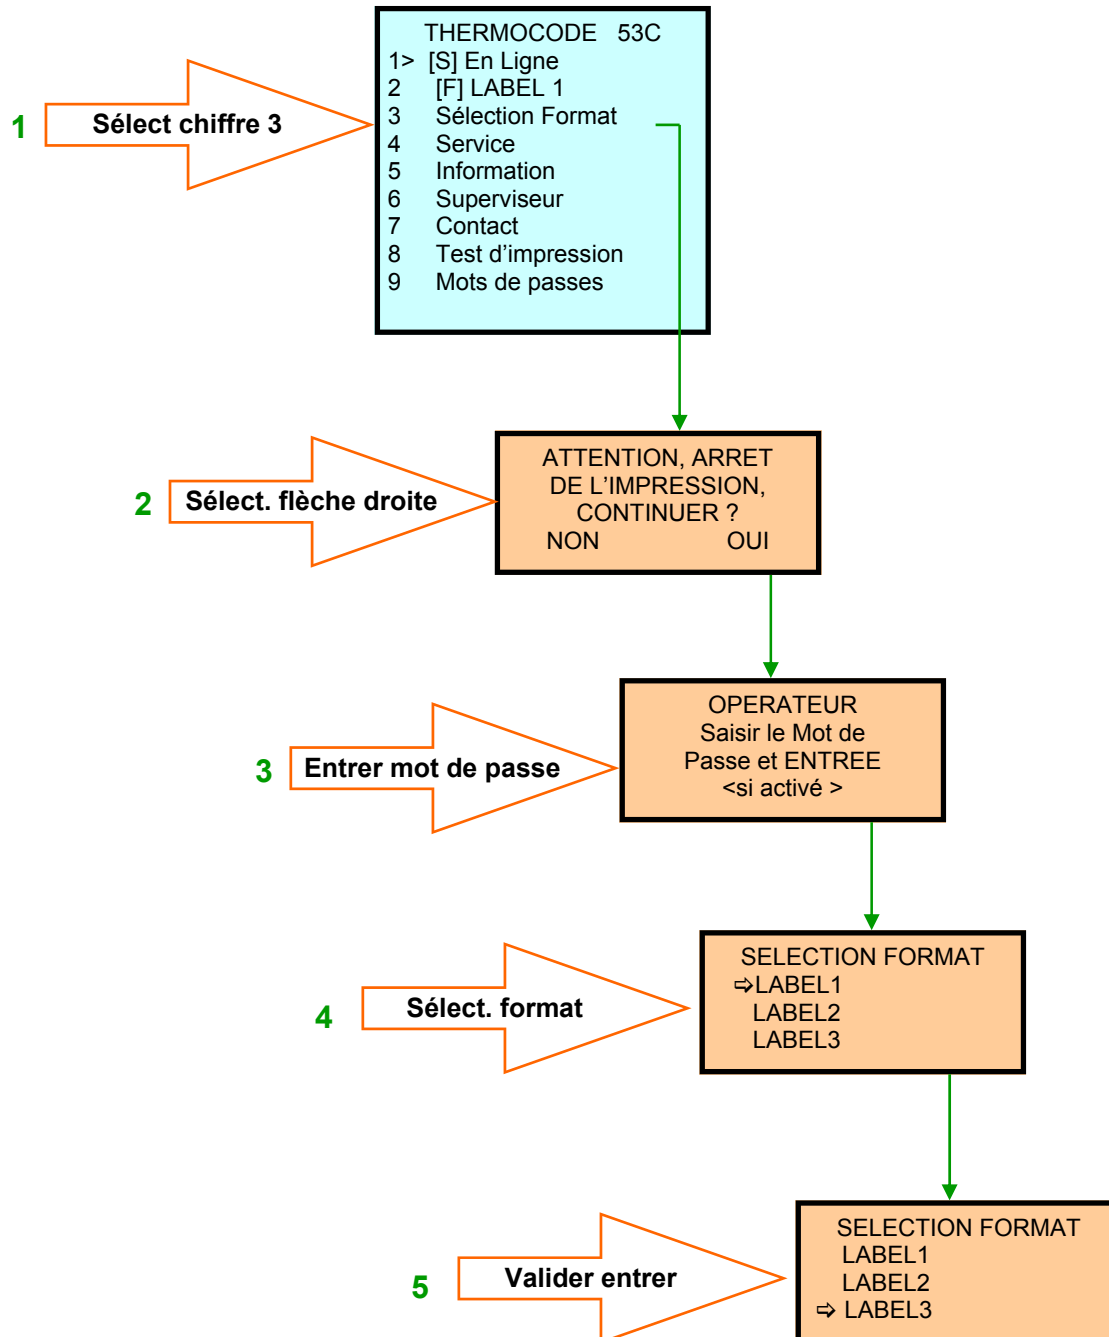 THERMOCODE 53C
1> [S] En Ligne
2 [F] LABEL 1
3 Sélection Format
4 Service
5 Information
6 Superviseur
7 Contact
8 Test d'impression
9 Mots de passes
1 Sélect chiffre 3
ATTENTION, ARRET
DE L'IMPRESSION,
CONTINUER ?
NON OUI
2 Sélect. flèche droite
OPERATEUR
Saisir le Mot de
Passe et ENTREE
<si activé >
3 Entrer mot de passe
SELECTION FORMAT
⇨LABEL1
LABEL2
LABEL3
4 Sélect. format
SELECTION FORMAT
LABEL1
LABEL2
⇨ LABEL3
5 Valider entrer